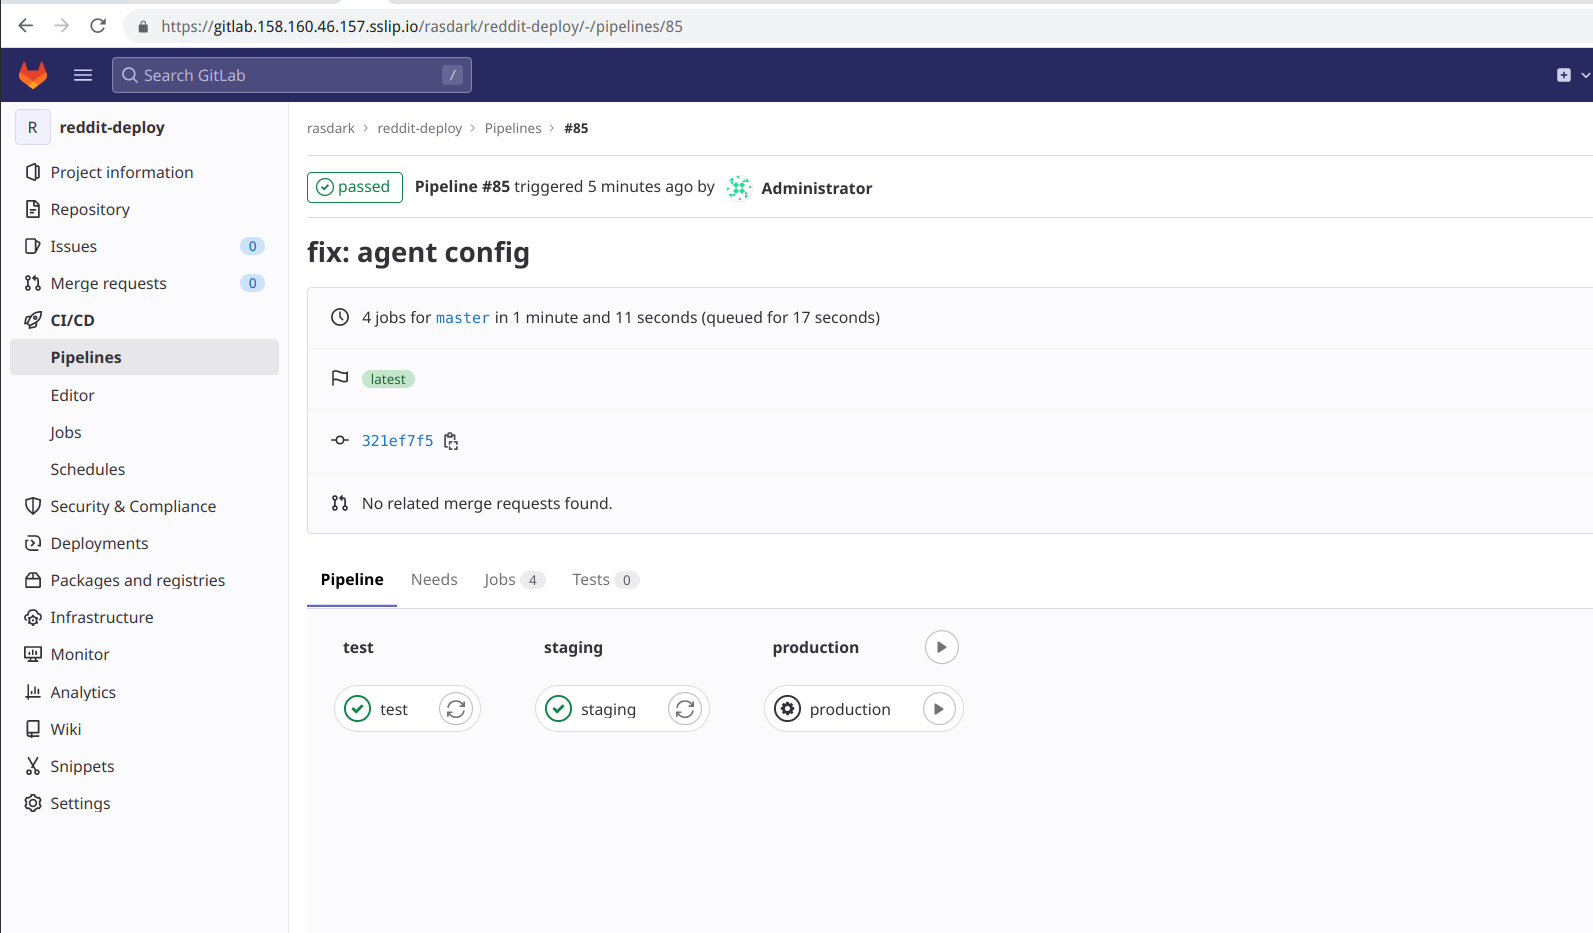 https://gitlab.158.160.46.157.sslip.io/rasdark/reddit-deploy/-/pipelines/85
Search GitLab /
R reddit-deploy
Project information
Repository
Issues 0
Merge requests 0
CI/CD
Pipelines
Editor
Jobs
Schedules
Security & Compliance
Deployments
Packages and registries
Infrastructure
Monitor
Analytics
Wiki
Snippets
Settings
rasdark > reddit-deploy > Pipelines > #85
passed Pipeline #85 triggered 5 minutes ago by Administrator
fix: agent config
4 jobs for master in 1 minute and 11 seconds (queued for 17 seconds)
latest
321ef7f5
No related merge requests found.
Pipeline Needs Jobs 4 Tests 0
test staging production
test staging production